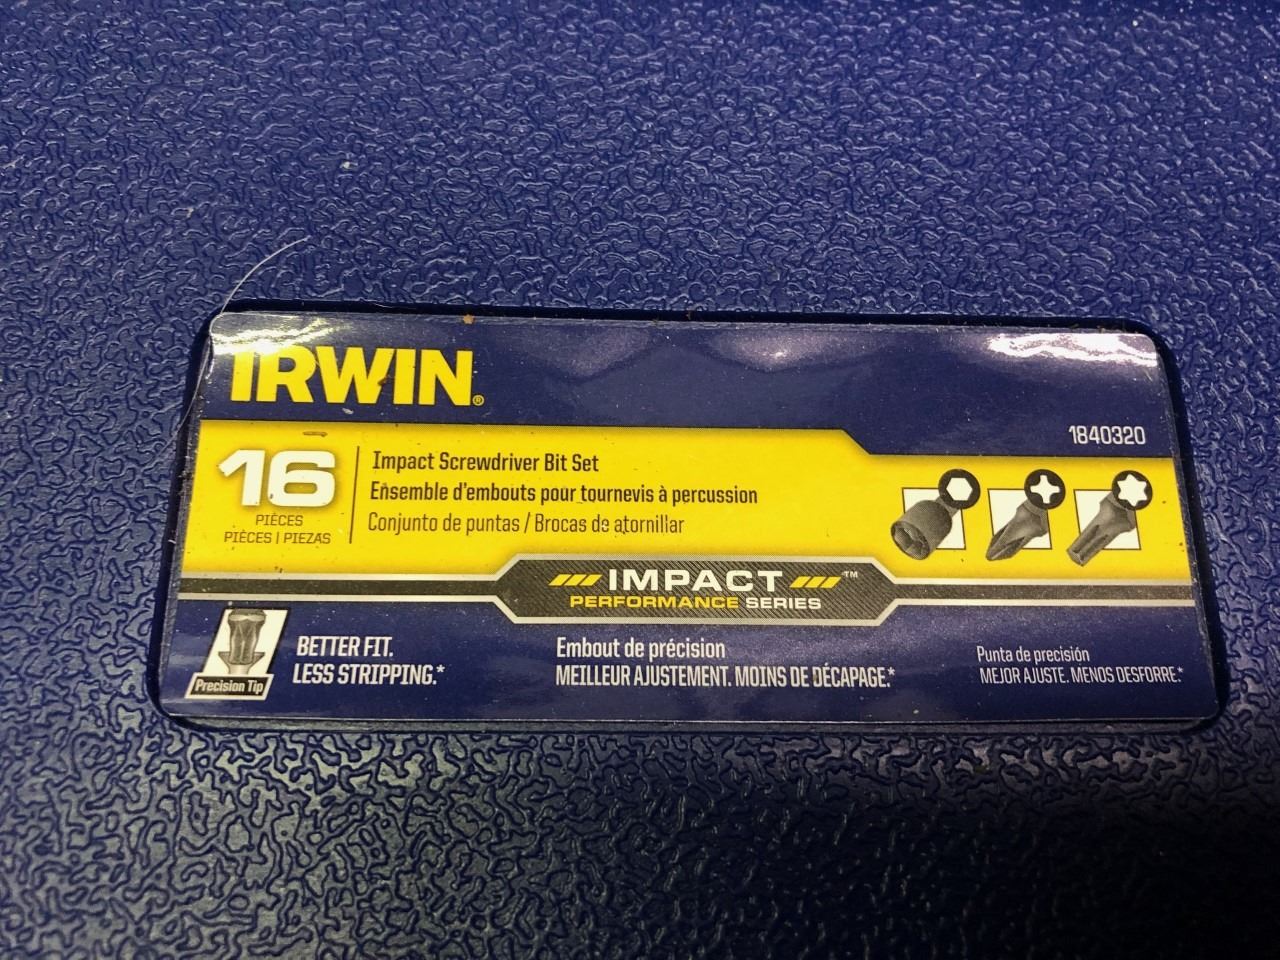 IRWIN®
1840320
16
PIÈCES
PIÈCES | PIEZAS
Impact Screwdriver Bit Set
Ensemble d'embouts pour tournevis à percussion
Conjunto de puntas / Brocas de atornillar
IMPACT™
PERFORMANCE SERIES
Precision Tip
BETTER FIT.
LESS STRIPPING.*
Embout de précision
MEILLEUR AJUSTEMENT. MOINS DE DÉCAPAGE.*
Punta de precisión
MEJOR AJUSTE. MENOS DESFORRE.*